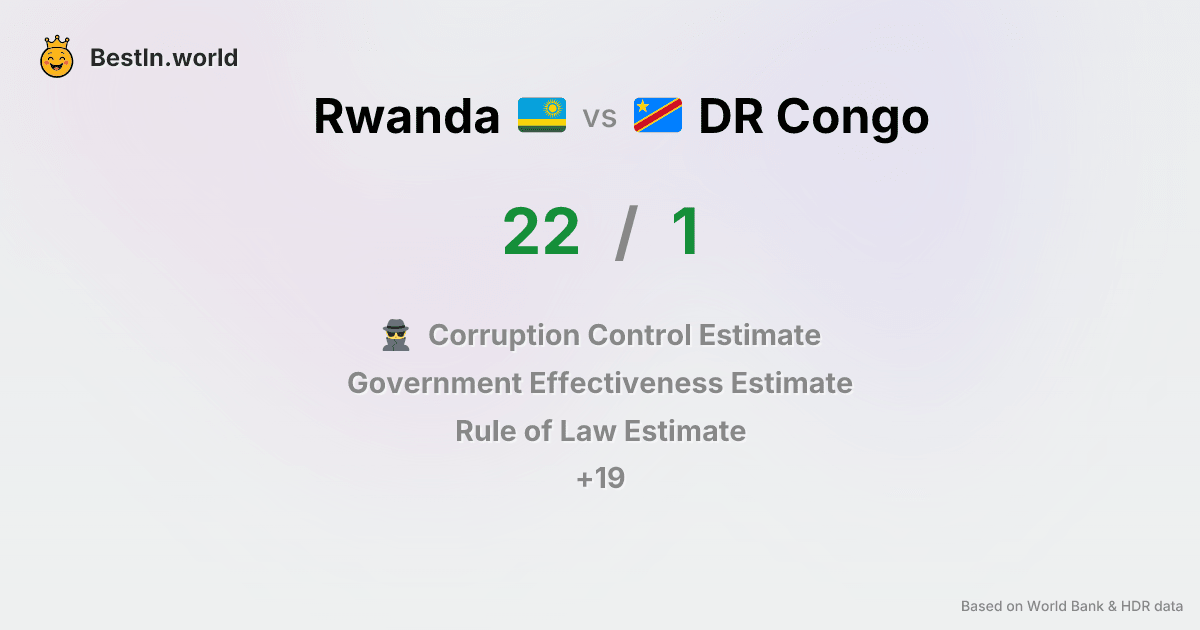 BestIn.world
Rwanda vs DR Congo
22 / 1
Corruption Control Estimate
Government Effectiveness Estimate
Rule of Law Estimate
+19
Based on World Bank & HDR data